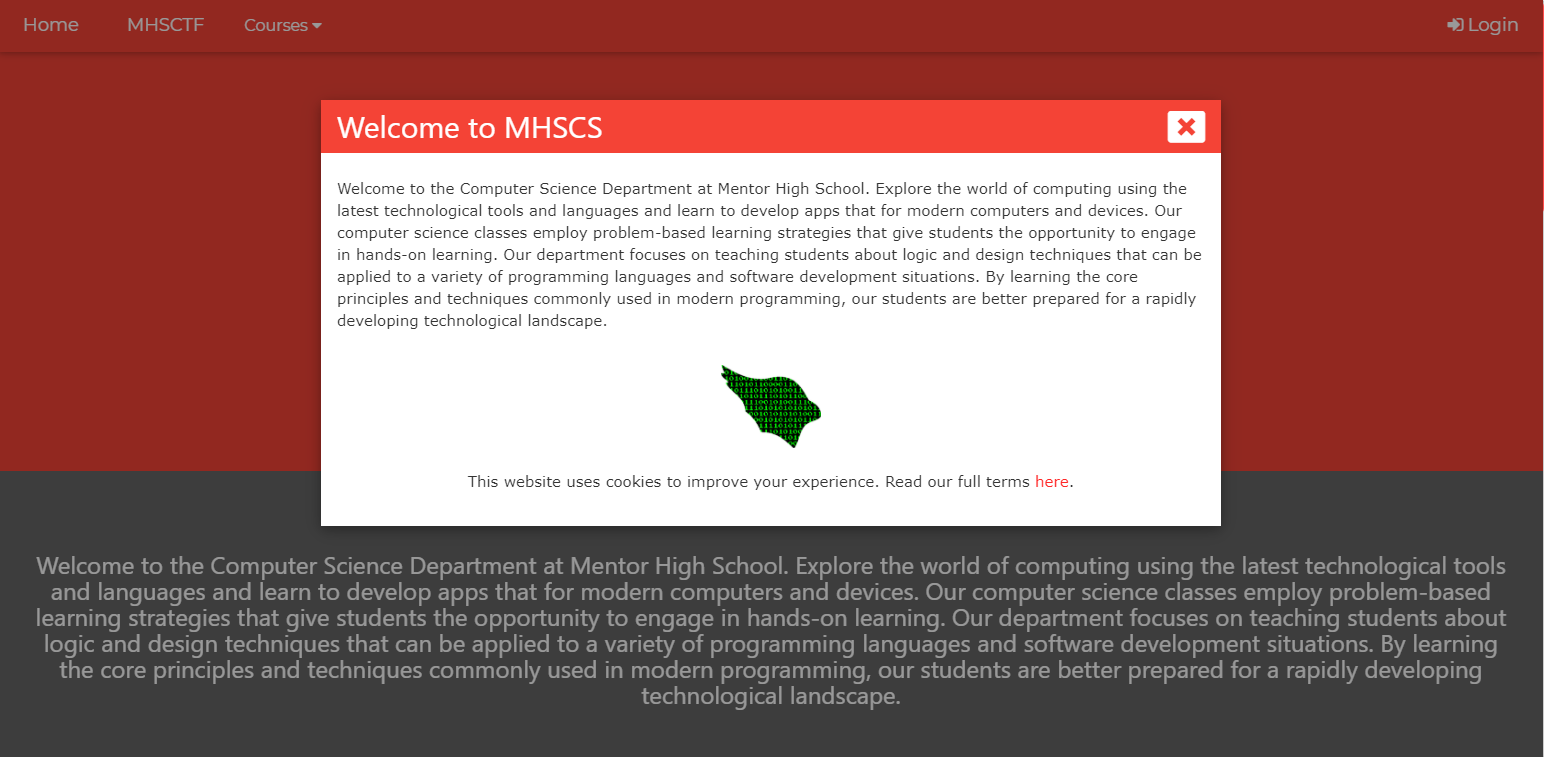 Home MHSCTF Courses Login
Welcome to MHSCS
Welcome to the Computer Science Department at Mentor High School. Explore the world of computing using the
latest technological tools and languages and learn to develop apps that for modern computers and devices. Our
computer science classes employ problem-based learning strategies that give students the opportunity to engage
in hands-on learning. Our department focuses on teaching students about logic and design techniques that can be
applied to a variety of programming languages and software development situations. By learning the core
principles and techniques commonly used in modern programming, our students are better prepared for a rapidly
developing technological landscape.
This website uses cookies to improve your experience. Read our full terms here.
Welcome to the Computer Science Department at Mentor High School. Explore the world of computing using the latest technological tools
and languages and learn to develop apps that for modern computers and devices. Our computer science classes employ problem-based
learning strategies that give students the opportunity to engage in hands-on learning. Our department focuses on teaching students about
logic and design techniques that can be applied to a variety of programming languages and software development situations. By learning
the core principles and techniques commonly used in modern programming, our students are better prepared for a rapidly developing
technological landscape.